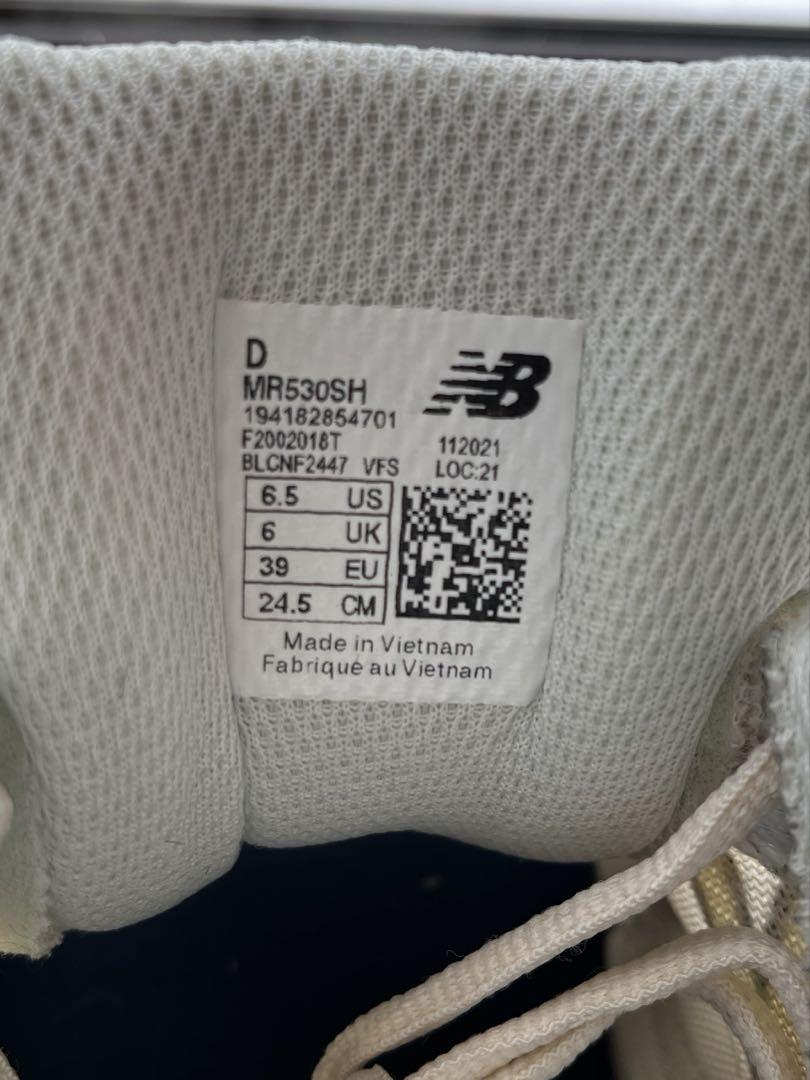 D
NB
MR530SH
194182854701
F2002018T 112021
BLCNF2447 VFS LOC:21
6.5 US
6 UK
39 EU
24.5 CM
Made in Vietnam
Fabriqué au Vietnam